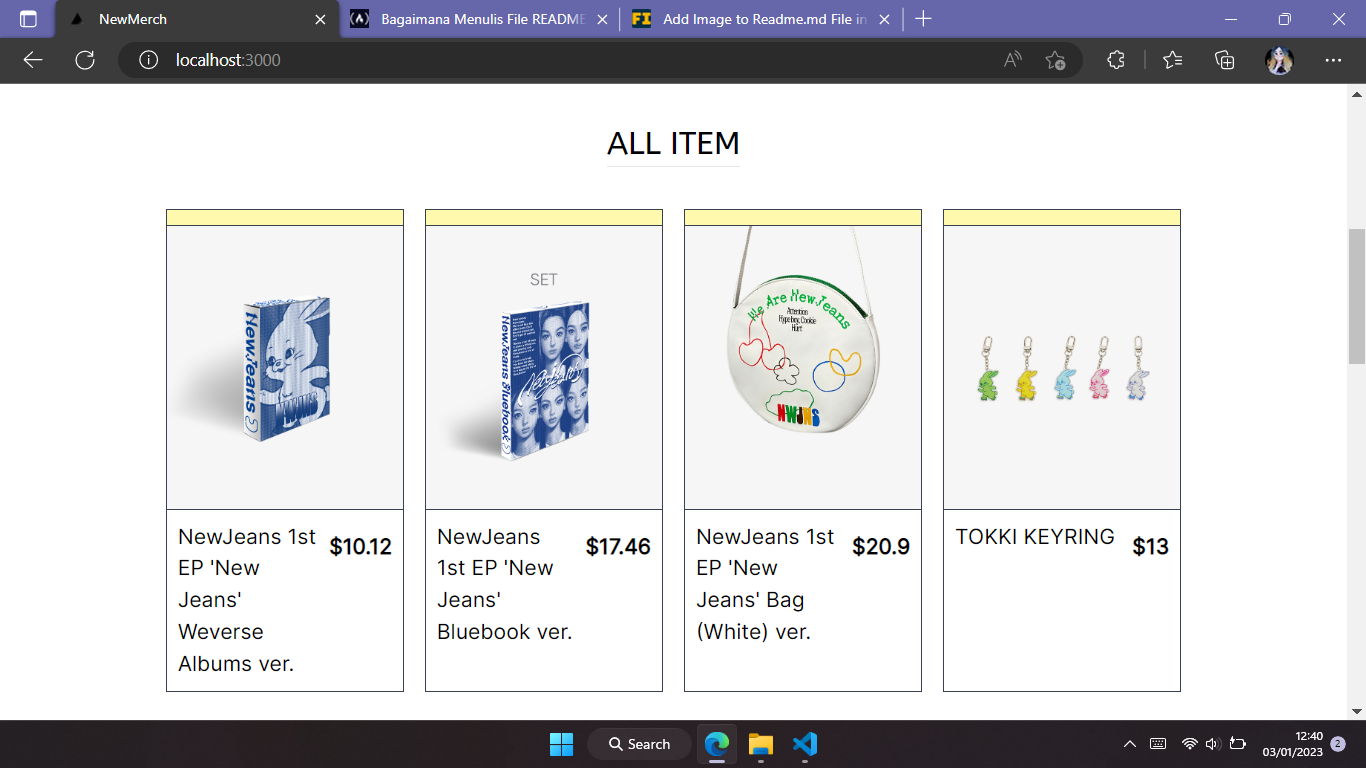 NewMerch
Bagaimana Menulis File README
Add Image to Readme.md File in
localhost:3000
ALL ITEM
NewJeans
SET
NewJeans Bluebook
NewJeans
We Are NewJeans
Attention
Hype boy, Cookie
Hurt
NWJNS
NewJeans 1st
EP 'New
Jeans'
Weverse
Albums ver.
$10.12
NewJeans
1st EP 'New
Jeans'
Bluebook ver.
$17.46
NewJeans 1st
EP 'New
Jeans' Bag
(White) ver.
$20.9
TOKKI KEYRING
$13
Search
12:40
03/01/2023
2